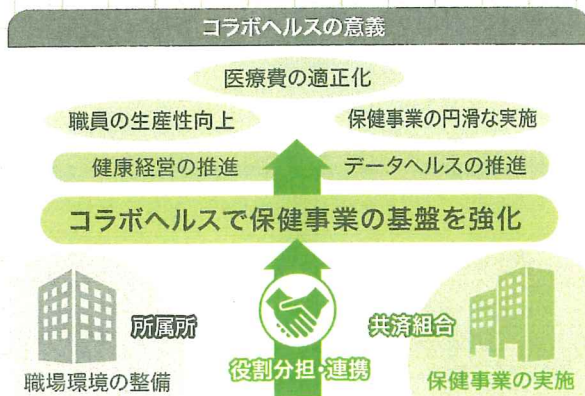 コラボヘルスの意義
医療費の適正化
職員の生産性向上
保健事業の円滑な実施
健康経営の推進
データヘルスの推進
コラボヘルスで保健事業の基盤を強化
所属所
共済組合
役割分担・連携
職場環境の整備
保健事業の実施